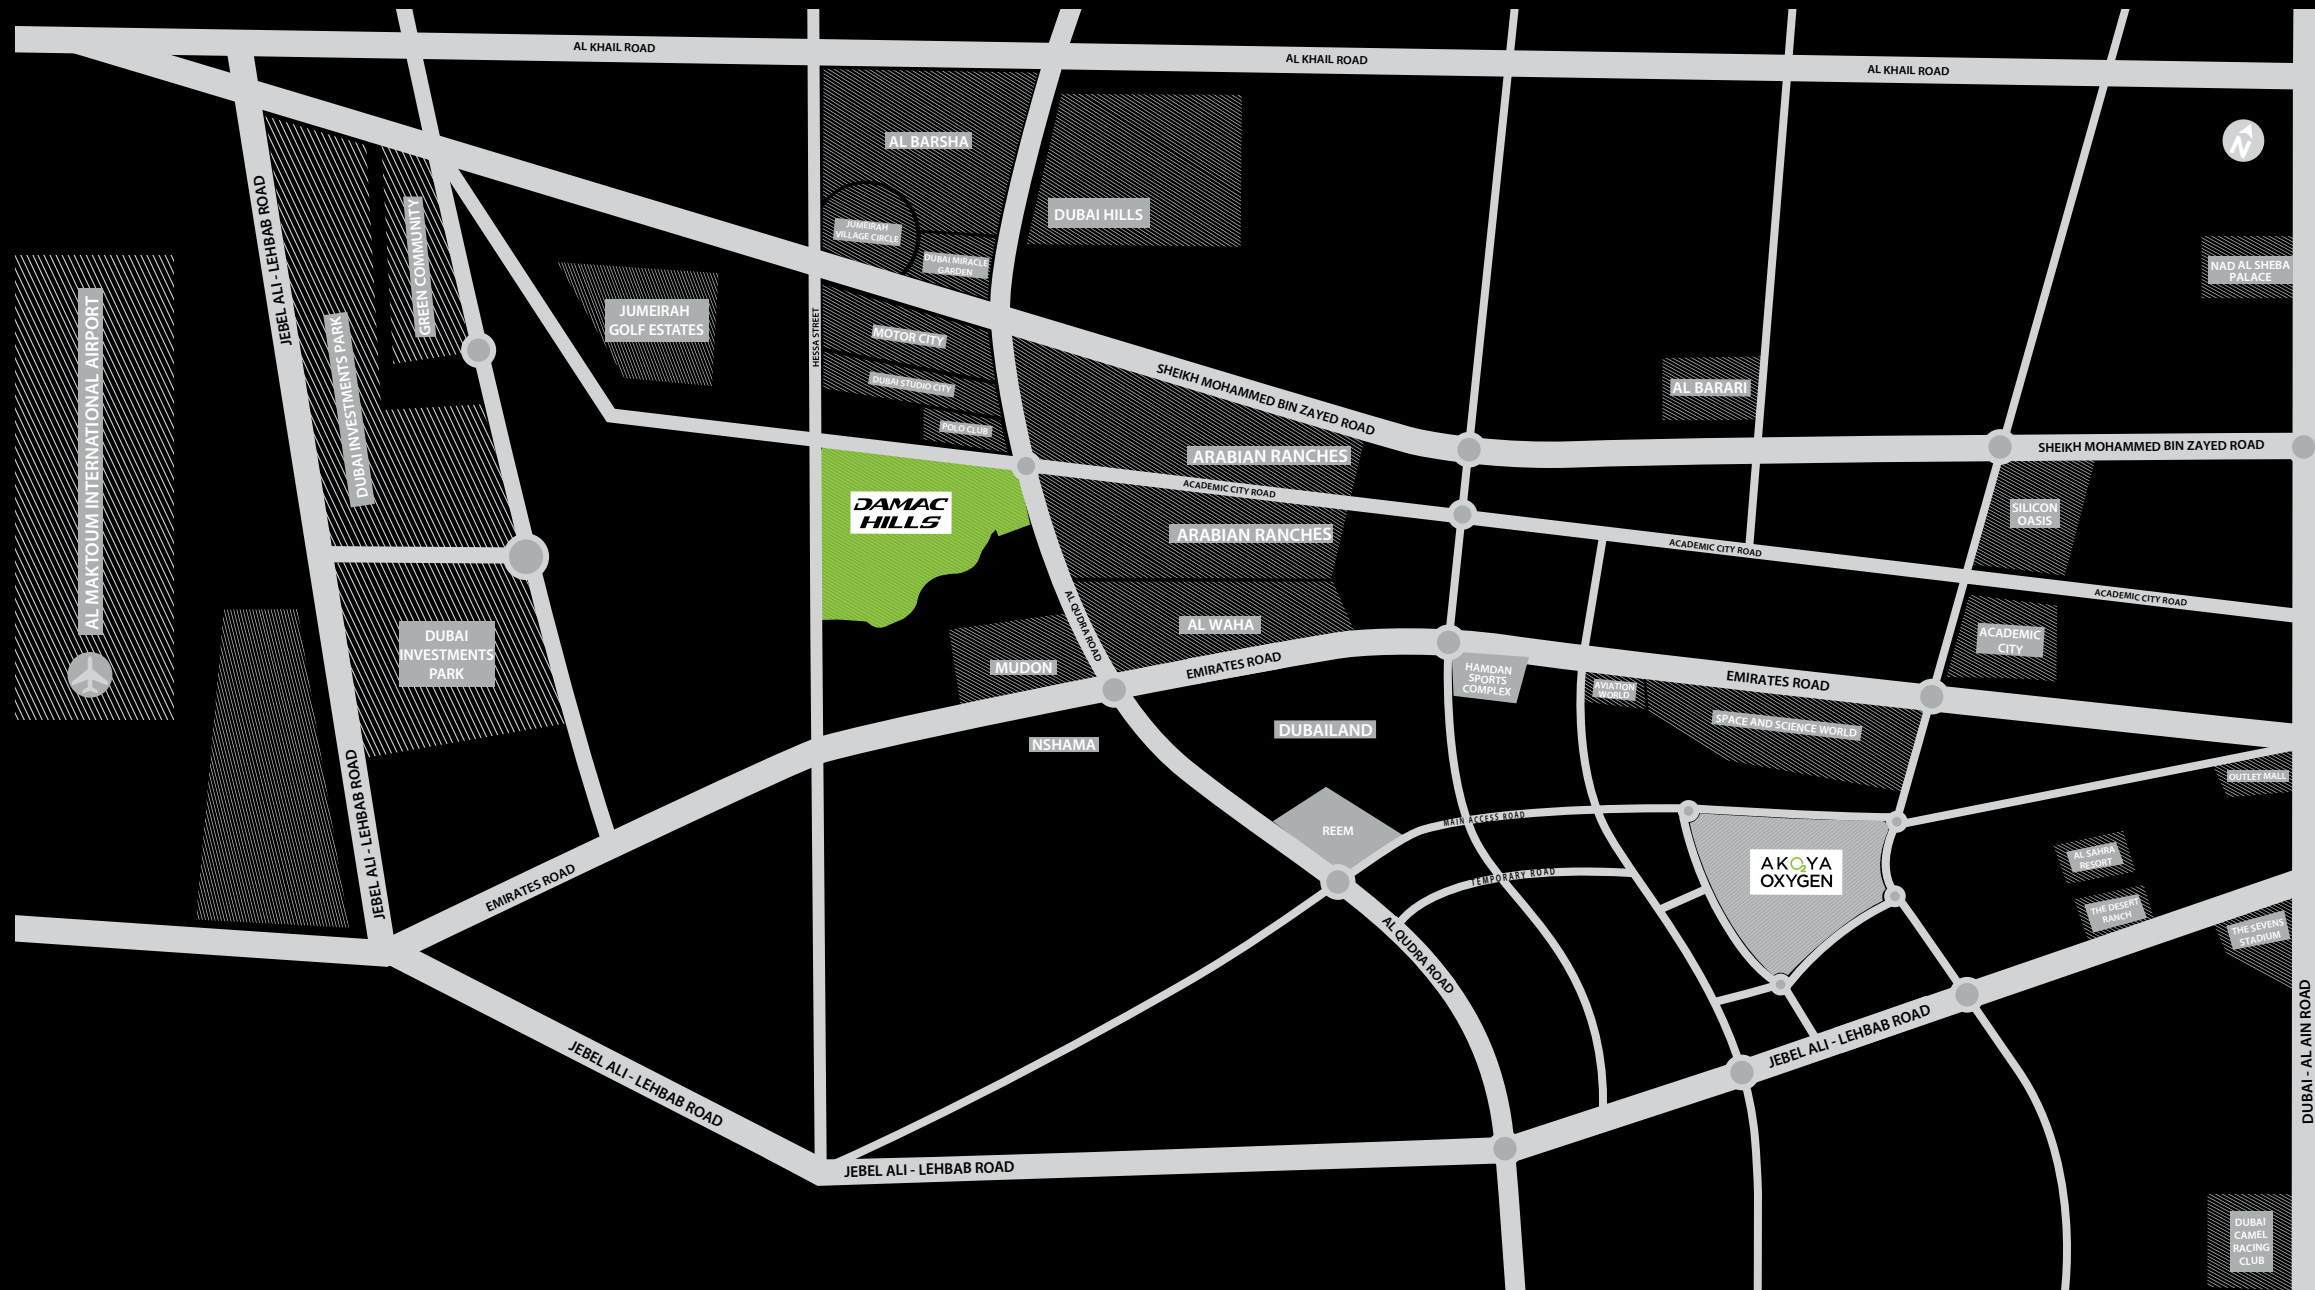 AL KHAIL ROAD
AL KHAIL ROAD
AL KHAIL ROAD
AL BARSHA
N
JEBEL ALI - LEHBAB ROAD
GREEN COMMUNITY
DUBAI HILLS
JUMEIRAH
VILLAGE CIRCLE
DUBAI MIRACLE
GARDEN
NAD AL SHEBA
PALACE
AL MAKTOUM INTERNATIONAL AIRPORT
DUBAI INVESTMENTS PARK
JUMEIRAH
GOLF ESTATES
HESSA STREET
MOTOR CITY
DUBAI STUDIO CITY
POLO CLUB
SHEIKH MOHAMMED BIN ZAYED ROAD
AL BARARI
SHEIKH MOHAMMED BIN ZAYED ROAD
ARABIAN RANCHES
ACADEMIC CITY ROAD
DAMAC
HILLS
ARABIAN RANCHES
SILICON
OASIS
ACADEMIC CITY ROAD
ACADEMIC CITY ROAD
AL QUDRA ROAD
AL WAHA
ACADEMIC
CITY
DUBAI
INVESTMENTS
PARK
MUDON
EMIRATES ROAD
HAMDAN
SPORTS
COMPLEX
AVIATION
WORLD
EMIRATES ROAD
SPACE AND SCIENCE WORLD
NSHAMA
DUBAILAND
OUTLET MALL
JEBEL ALI - LEHBAB ROAD
REEM
MAIN ACCESS ROAD
AKO2YA
OXYGEN
AL SAHRA
RESORT
EMIRATES ROAD
TEMPORARY ROAD
THE DESERT
RANCH
THE SEVENS
STADIUM
AL QUDRA ROAD
JEBEL ALI - LEHBAB ROAD
JEBEL ALI - LEHBAB ROAD
DUBAI - AL AIN ROAD
JEBEL ALI - LEHBAB ROAD
DUBAI
CAMEL
RACING
CLUB